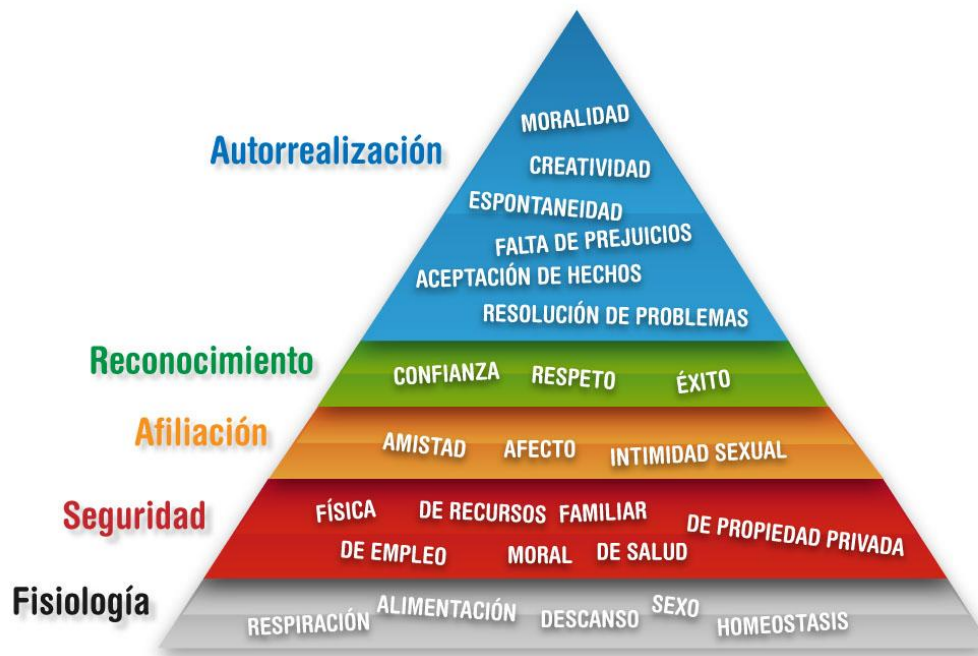 MORALIDAD
Autorrealización
CREATIVIDAD
ESPONTANEIDAD
FALTA DE PREJUICIOS
ACEPTACIÓN DE HECHOS
RESOLUCIÓN DE PROBLEMAS
Reconocimiento
CONFIANZA RESPETO ÉXITO
Afiliación
AMISTAD AFECTO INTIMIDAD SEXUAL
Seguridad
FÍSICA DE RECURSOS FAMILIAR DE PROPIEDAD PRIVADA
DE EMPLEO MORAL DE SALUD
Fisiología
RESPIRACIÓN ALIMENTACIÓN DESCANSO SEXO HOMEOSTASIS